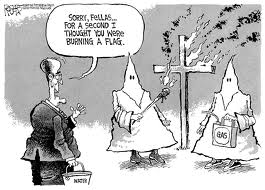 SORRY, FELLAS...
FOR A SECOND I
THOUGHT YOU WERE
BURNING A FLAG.
GAS
WATER